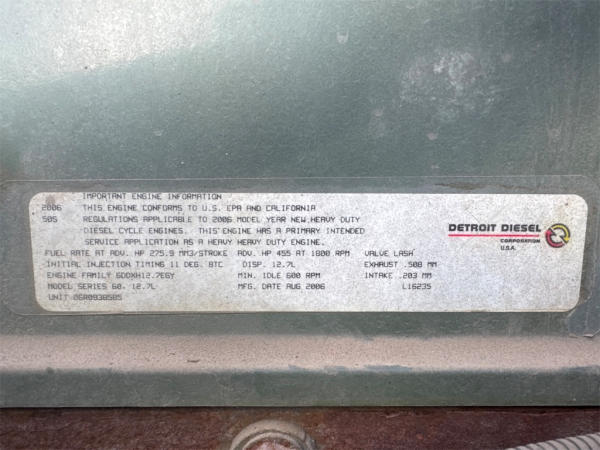 IMPORTANT ENGINE INFORMATION
2006 THIS ENGINE CONFORMS TO U.S. EPA AND CALIFORNIA
50S REGULATIONS APPLICABLE TO 2006 MODEL YEAR NEW, HEAVY DUTY
DIESEL CYCLE ENGINES. THIS ENGINE HAS A PRIMARY INTENDED
SERVICE APPLICATION AS A HEAVY HEAVY DUTY ENGINE.
DETROIT DIESEL
CORPORATION
U.S.A.
FUEL RATE AT ADV. HP 275.9 MM3/STROKE ADV. HP 455 AT 1800 RPM VALVE LASH
INITIAL INJECTION TIMING 11 DEG. BTC DISP. 12.7L EXHAUST .508 MM
ENGINE FAMILY 6DDXH12.7EGY MIN. IDLE 600 RPM INTAKE .203 MM
MODEL SERIES 60. 12.7L MFG. DATE AUG 2006 L16235
UNIT 06R0938585